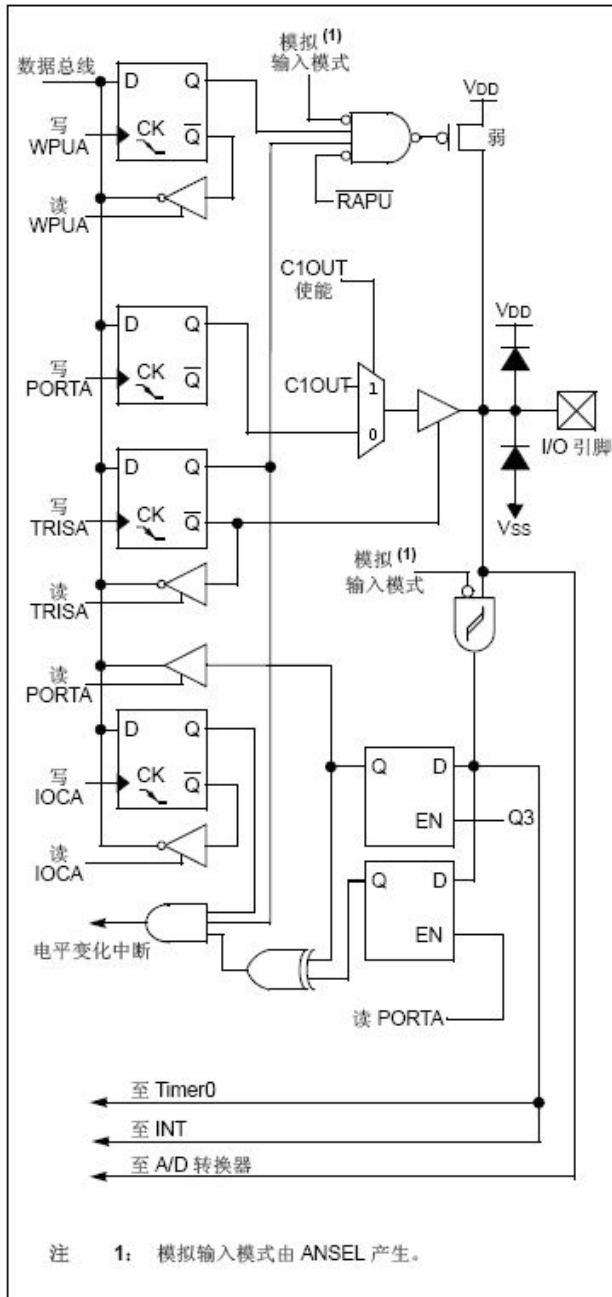 模拟(1)
输入模式
数据总线
D Q
VDD
写
WPUA
CK Q
弱
读
WPUA
RAPU
C1OUT
使能
D Q
VDD
写
PORTA
CK Q
C1OUT
1
0
I/O 引脚
D Q
写
TRISA
CK Q
VSS
模拟(1)
输入模式
读
TRISA
读
PORTA
D Q
写
IOCA
CK Q
Q D
EN
Q3
读
IOCA
Q D
EN
电平变化中断
读 PORTA
至 Timer0
至 INT
至 A/D 转换器
注 1: 模拟输入模式由 ANSEL 产生。